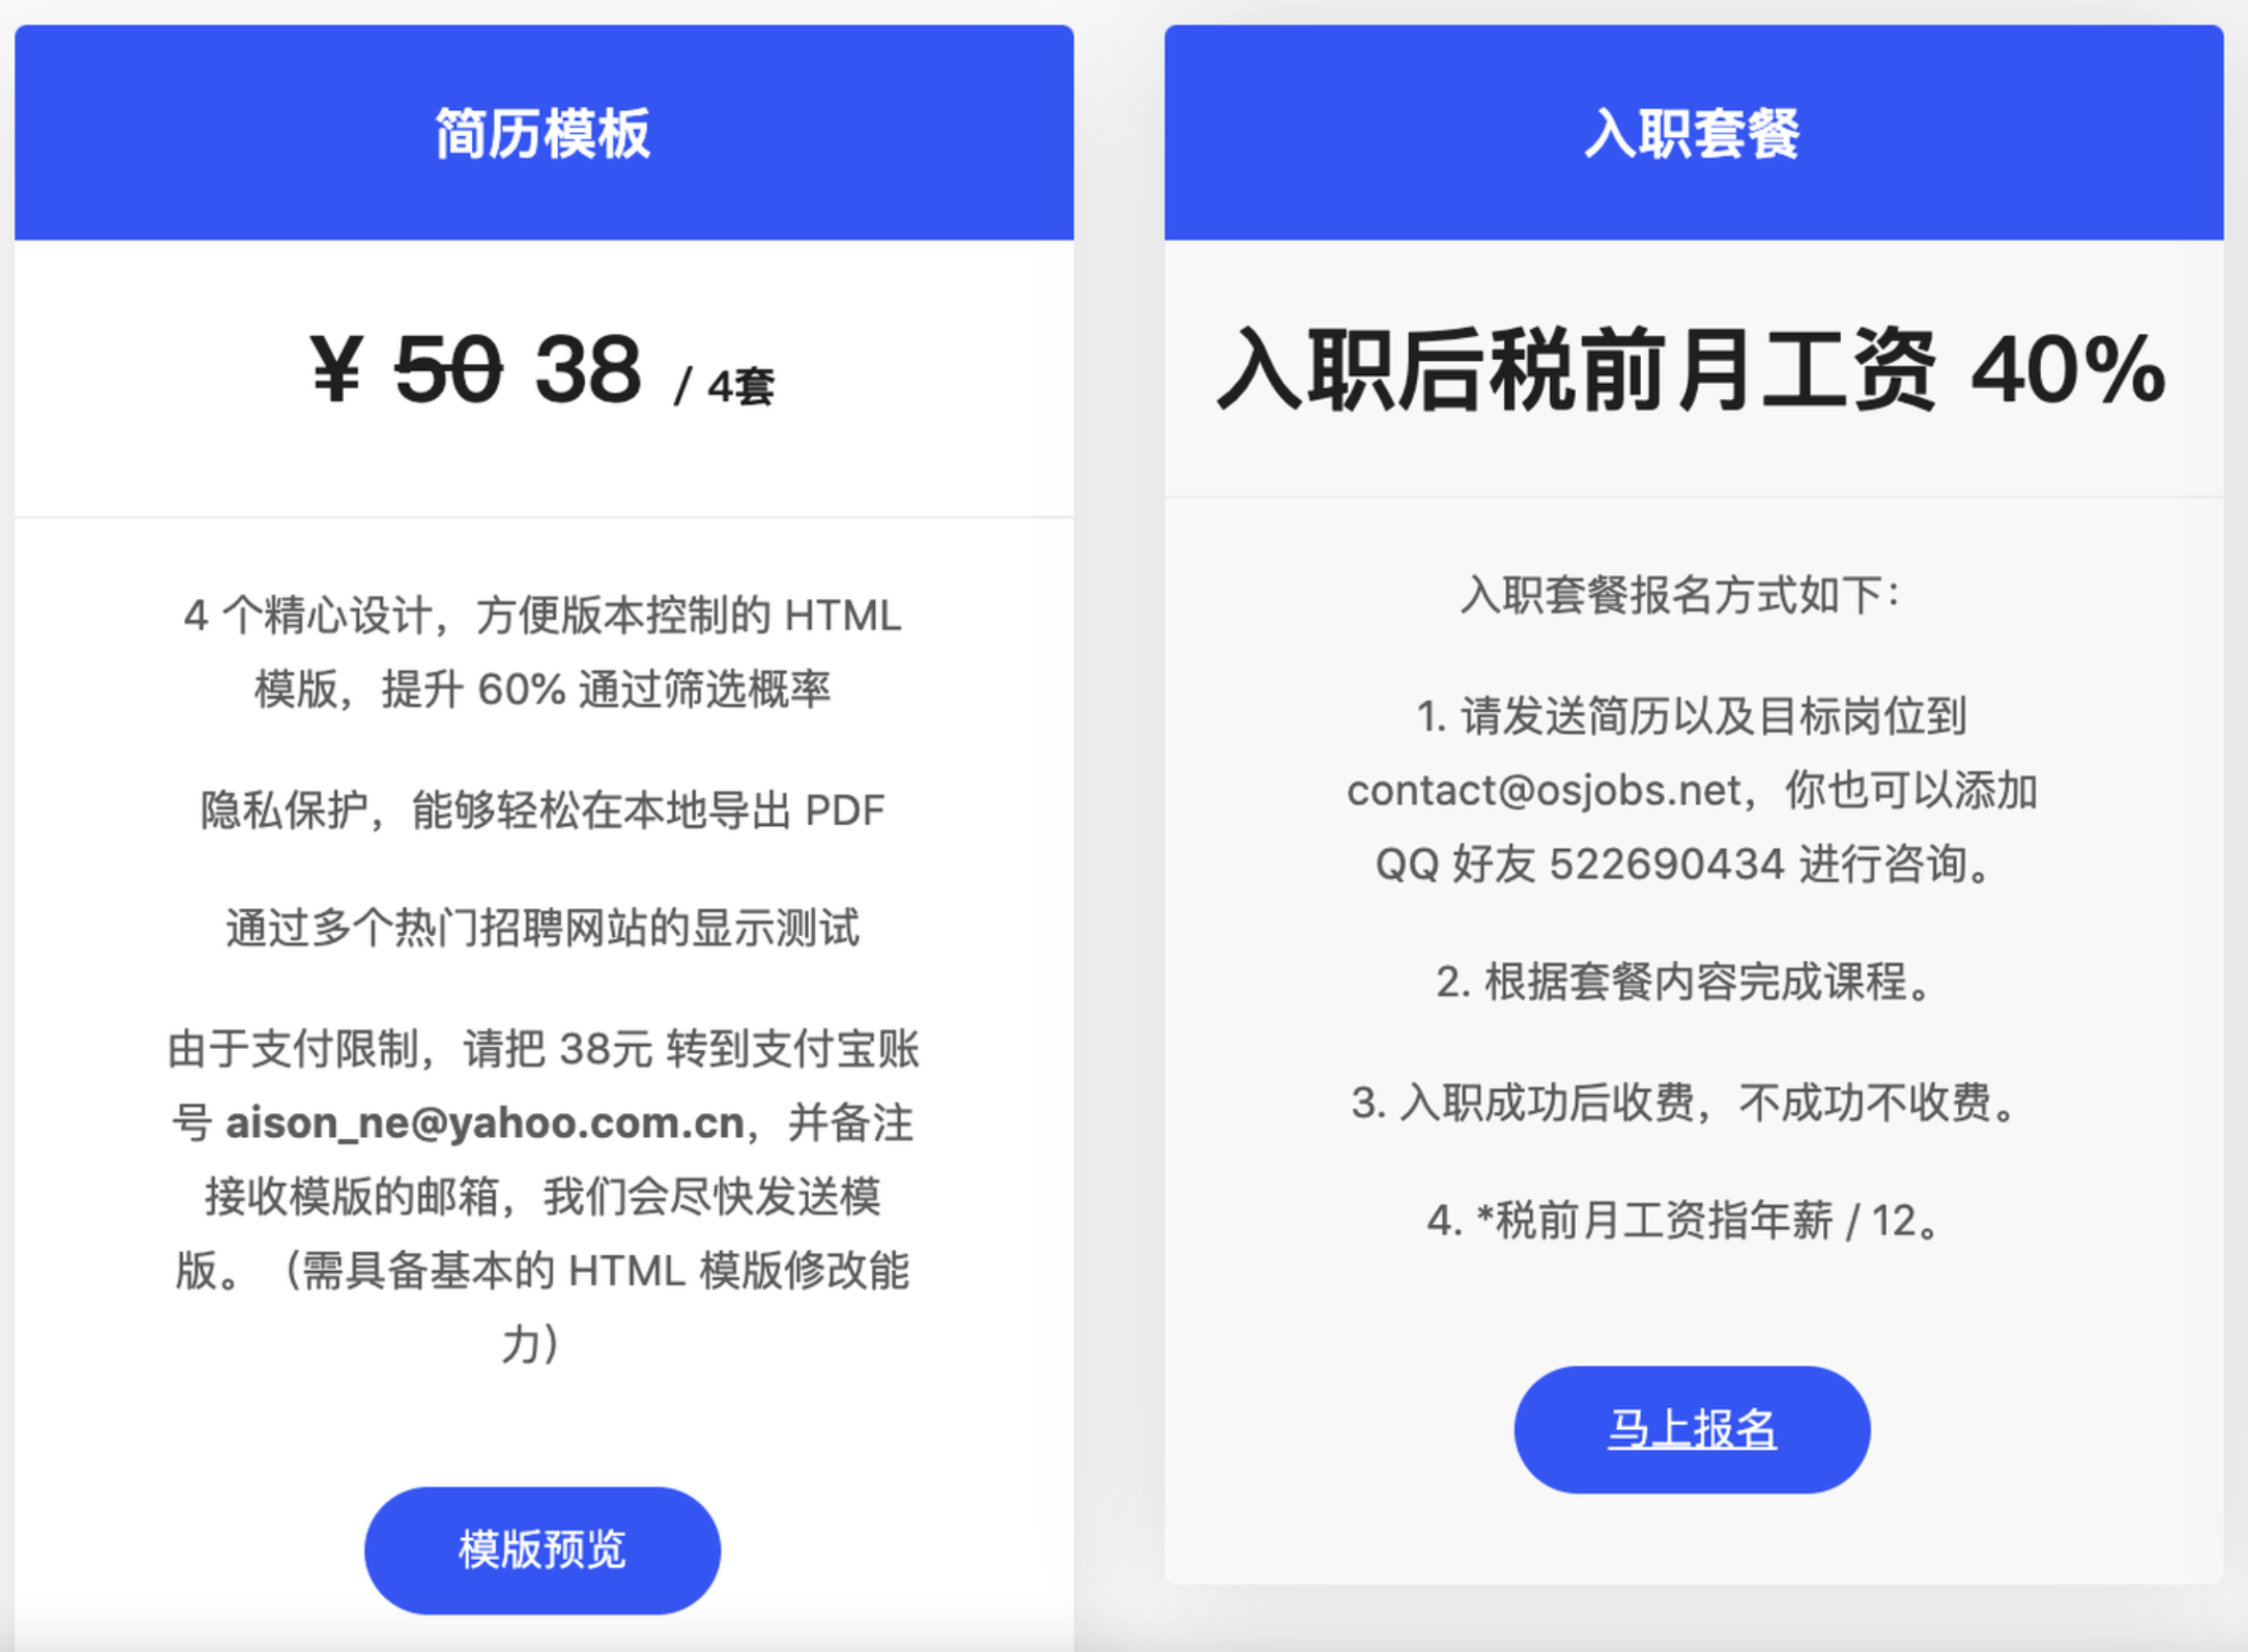 简历模板
¥ 50 38 / 4套
4 个精心设计，方便版本控制的 HTML
模版，提升 60% 通过筛选概率
隐私保护，能够轻松在本地导出 PDF
通过多个热门招聘网站的显示测试
由于支付限制，请把 38元 转到支付宝账
号 aison_ne@yahoo.com.cn，并备注
接收模版的邮箱，我们会尽快发送模
版。（需具备基本的 HTML 模版修改能
力）
模版预览
入职套餐
入职后税前月工资 40%
入职套餐报名方式如下：
1. 请发送简历以及目标岗位到
contact@osjobs.net，你也可以添加
QQ 好友 522690434 进行咨询。
2. 根据套餐内容完成课程。
3. 入职成功后收费，不成功不收费。
4. *税前月工资指年薪 / 12。
马上报名